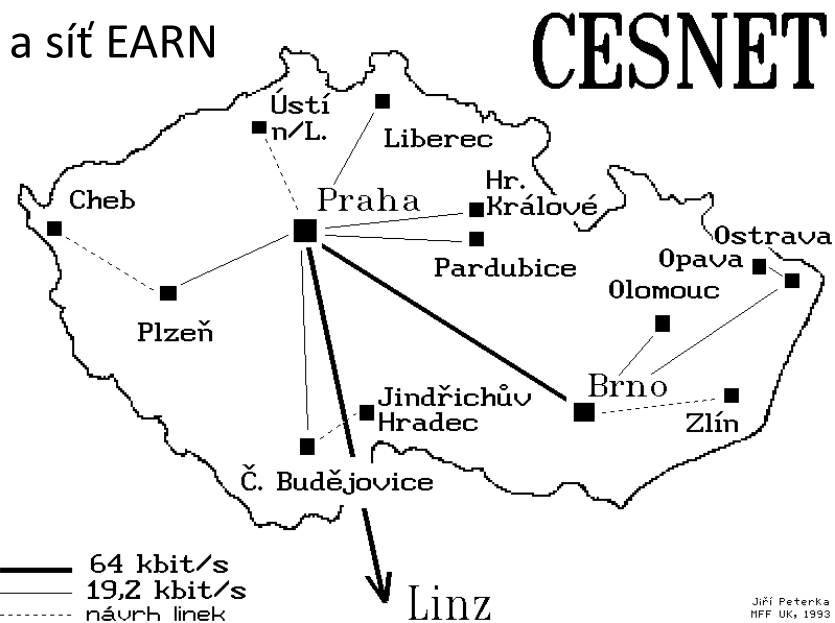 a síť EARN
CESNET
Ústí
n/L.
Liberec
Cheb
Praha
Hr.
Králové
Pardubice
Ostrava
Opava
Olomouc
Plzeň
Brno
Jindřichův
Hradec
Zlín
Č. Budějovice
64 kbit/s
19,2 kbit/s
návrh linek
Linz
Jiří Peterka
MFF UK, 1993